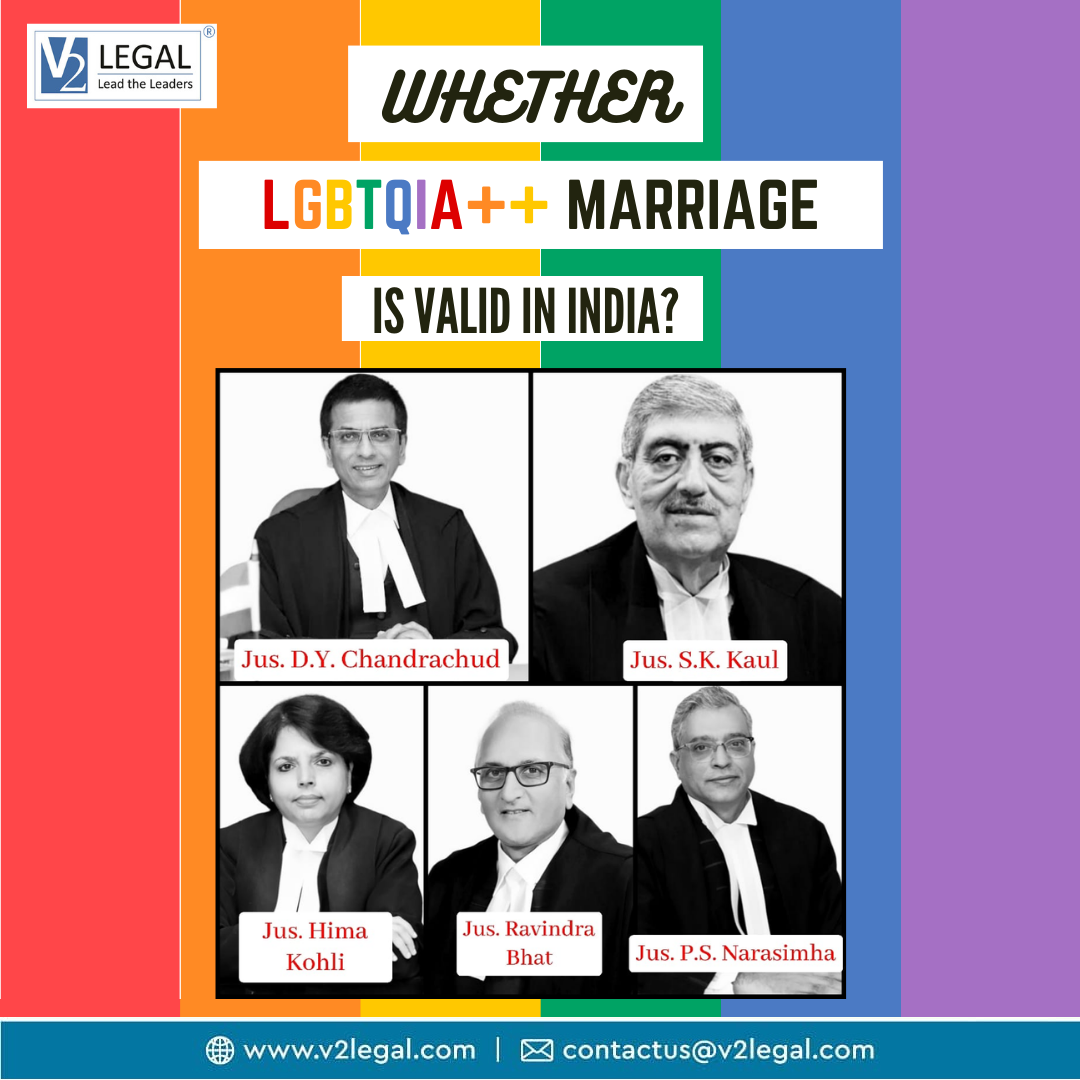 V2 LEGAL ®
Lead the Leaders
WHETHER
LGBTQIA++ MARRIAGE
IS VALID IN INDIA?
Jus. D.Y. Chandrachud
Jus. S.K. Kaul
Jus. Hima
Kohli
Jus. Ravindra
Bhat
Jus. P.S. Narasimha
www.v2legal.com | contactus@v2legal.com